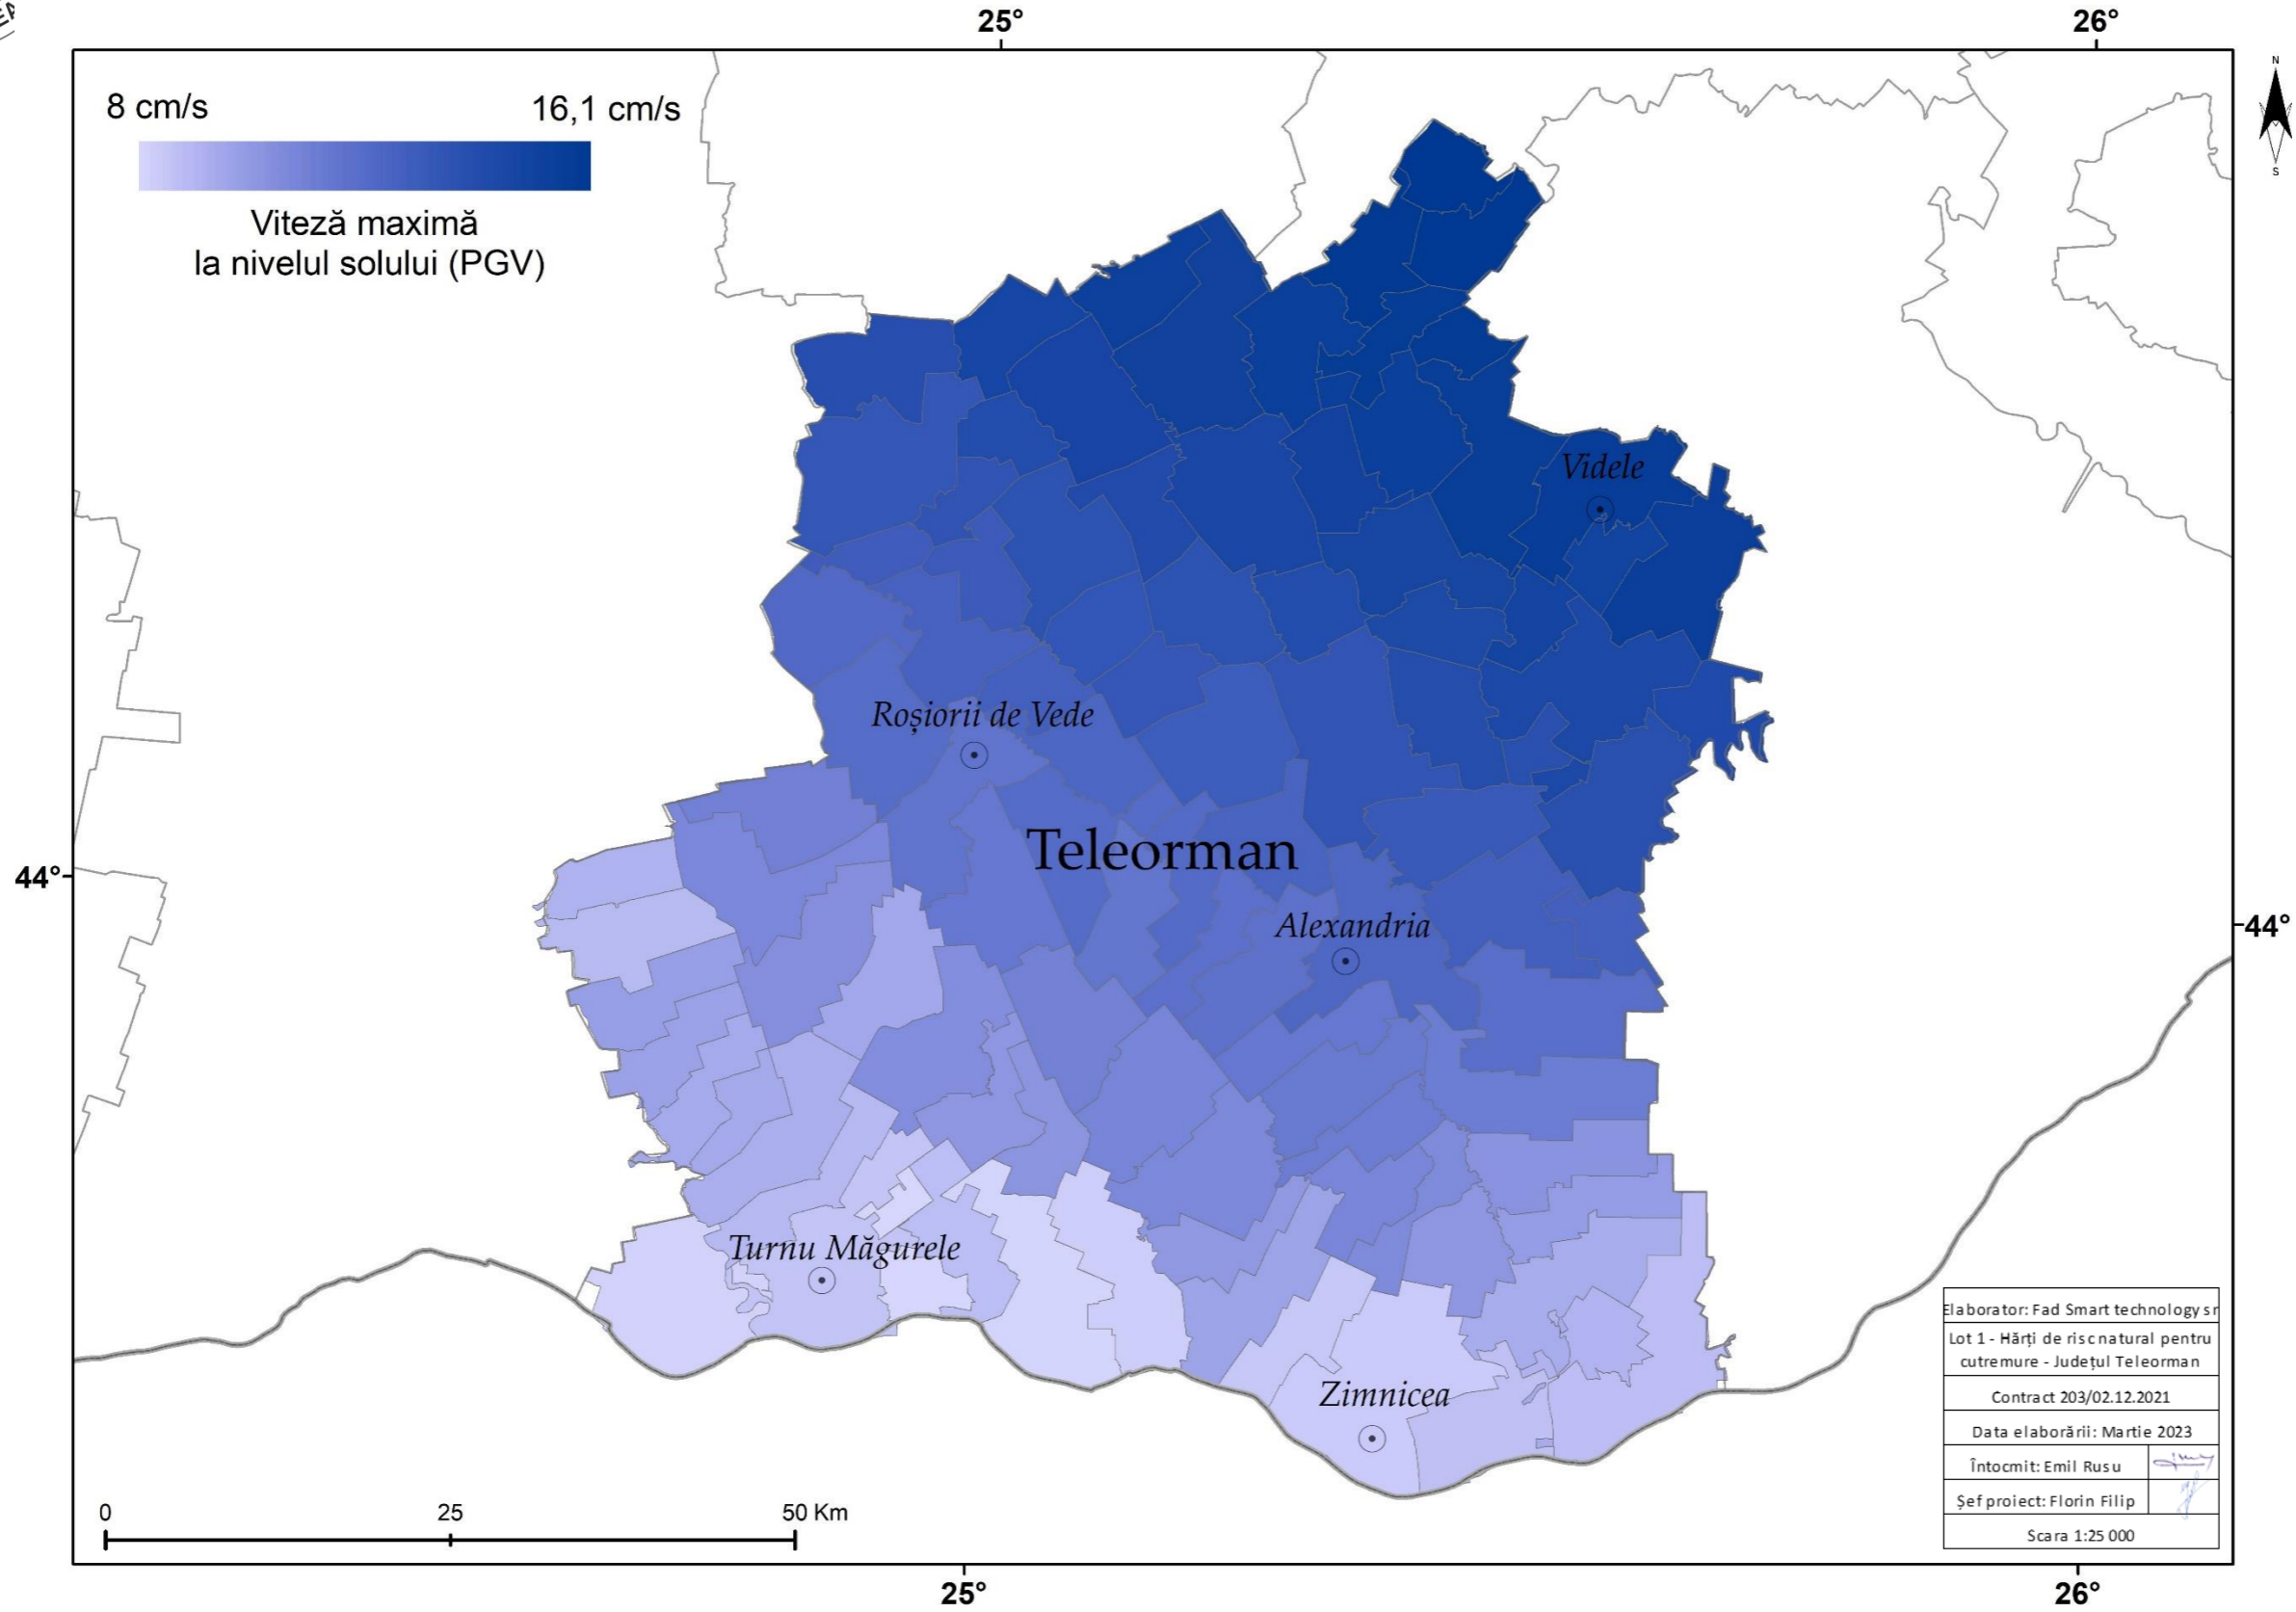 25°
26°
N
S
8 cm/s
16,1 cm/s
Viteză maximă
la nivelul solului (PGV)
Videle
Roșiorii de Vede
Teleorman
Alexandria
44°
44°
Turnu Măgurele
Zimnicea
0
25
50 Km
Elaborator: Fad Smart technology sr
Lot 1 - Hărți de risc natural pentru
cutremure - Județul Teleorman
Contract 203/02.12.2021
Data elaborării: Martie 2023
Întocmit: Emil Rusu
Șef proiect: Florin Filip
Scara 1:25 000
25°
26°